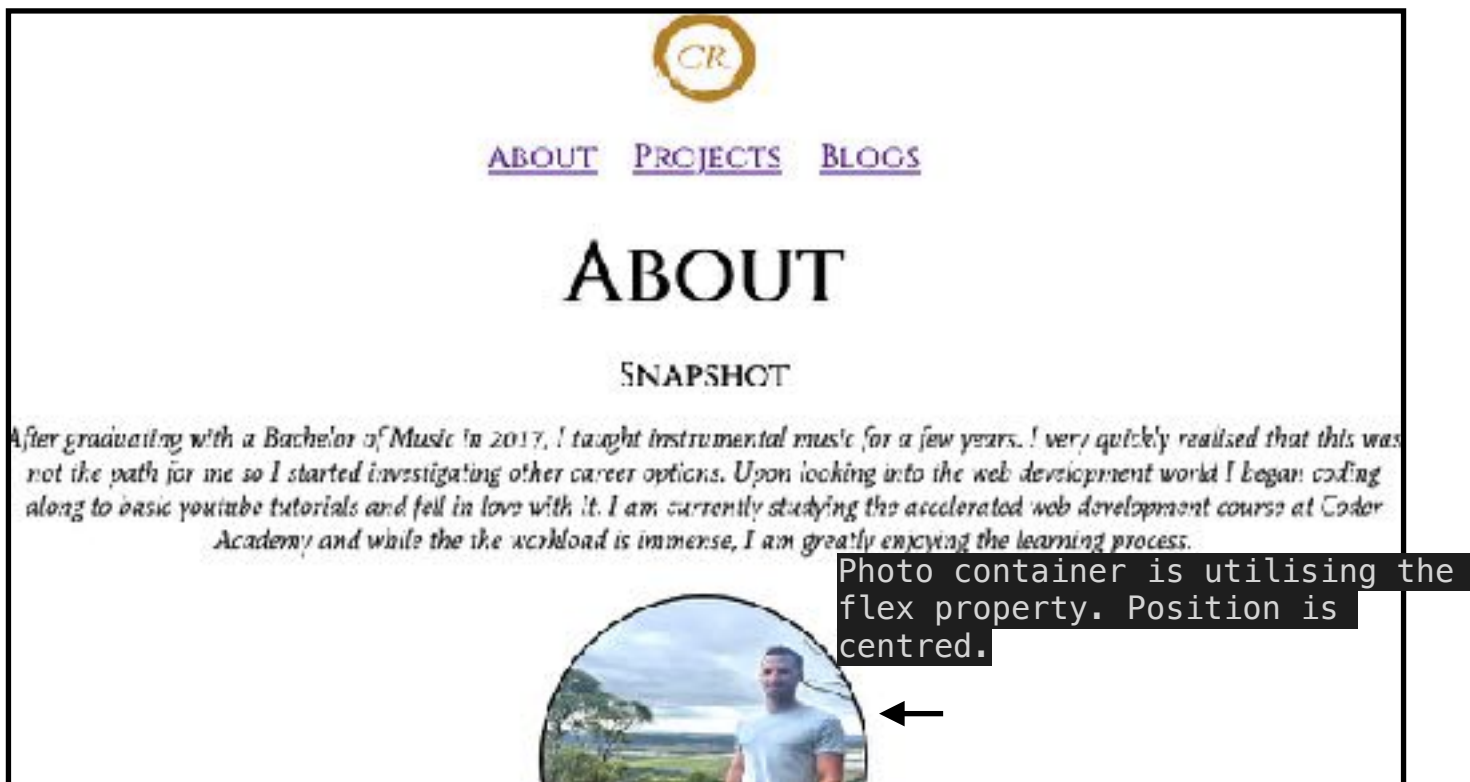 CR
ABOUT PROJECTS BLOGS
ABOUT
SNAPSHOT
After graduating with a Bachelor of Music in 2017, I taught instrumental music for a few years. I very quickly realised that this was
not the path for me so I started investigating other career options. Upon looking into the web development world I began coding
along to basic youtube tutorials and fell in love with it. I am currently studying the accelerated web development course at Coder
Academy and while the the workload is immense, I am greatly enjoying the learning process.
Photo container is utilising the
flex property. Position is
centred.